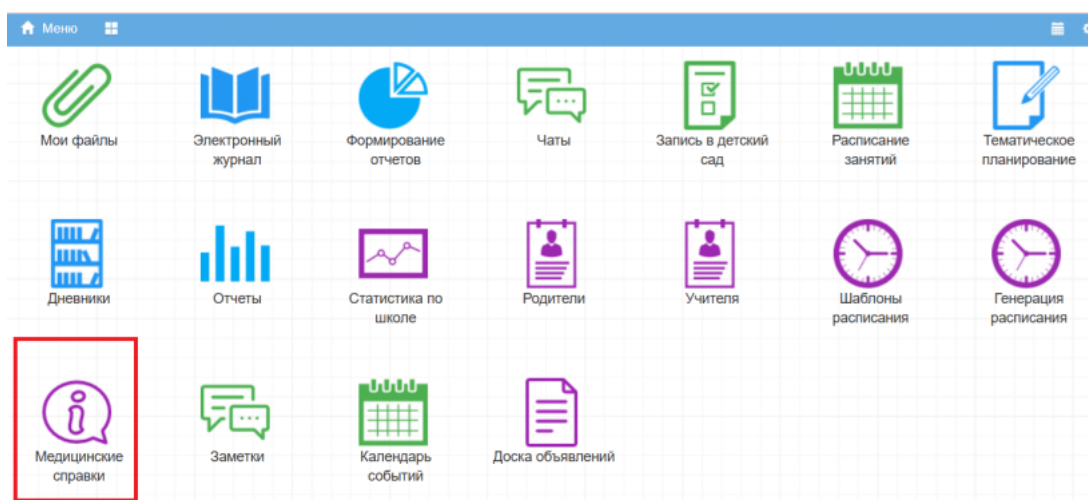 Меню
Мои файлы
Электронный
журнал
Формирование
отчетов
Чаты
Запись в детский
сад
Расписание
занятий
Тематическое
планирование
Дневники
Отчеты
Статистика по
школе
Родители
Учителя
Шаблоны
расписания
Генерация
расписания
Медицинские
справки
Заметки
Календарь
событий
Доска объявлений